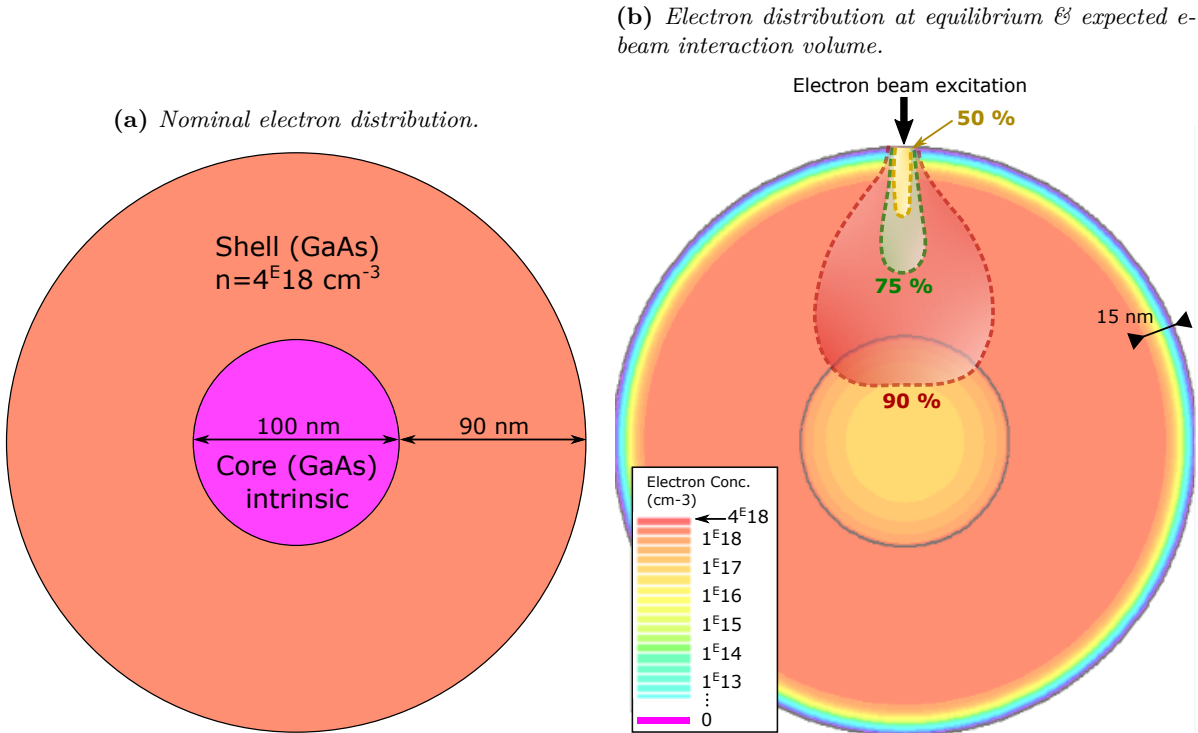 (a) Nominal electron distribution.
Shell (GaAs)
n=4ᴱ18 cm⁻³
100 nm
90 nm
Core (GaAs)
intrinsic
(b) Electron distribution at equilibrium & expected e-
beam interaction volume.
Electron beam excitation
50 %
75 %
15 nm
90 %
Electron Conc.
(cm-3)
4ᴱ18
1ᴱ18
1ᴱ17
1ᴱ16
1ᴱ15
1ᴱ14
1ᴱ13
0